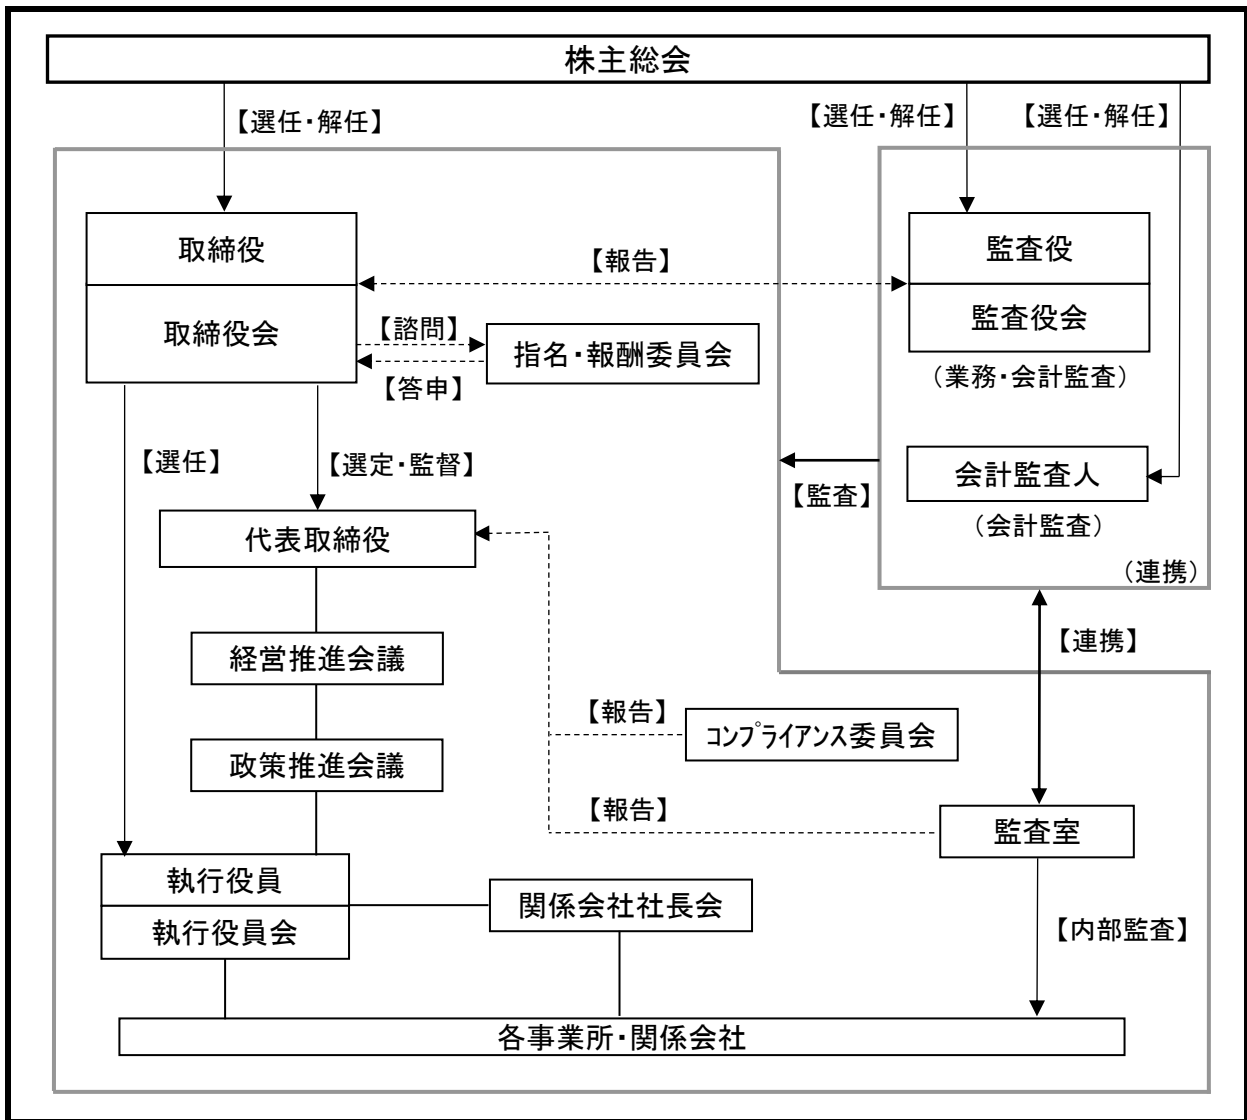 株主総会
【選任・解任】
【選任・解任】
【選任・解任】
取締役
取締役会
【報告】
監査役
監査役会
（業務・会計監査）
【諮問】
【答申】
指名・報酬委員会
【選任】
【選定・監督】
【監査】
会計監査人
（会計監査）
（連携）
代表取締役
【連携】
経営推進会議
【報告】
コンプライアンス委員会
政策推進会議
【報告】
監査室
執行役員
執行役員会
関係会社社長会
【内部監査】
各事業所・関係会社